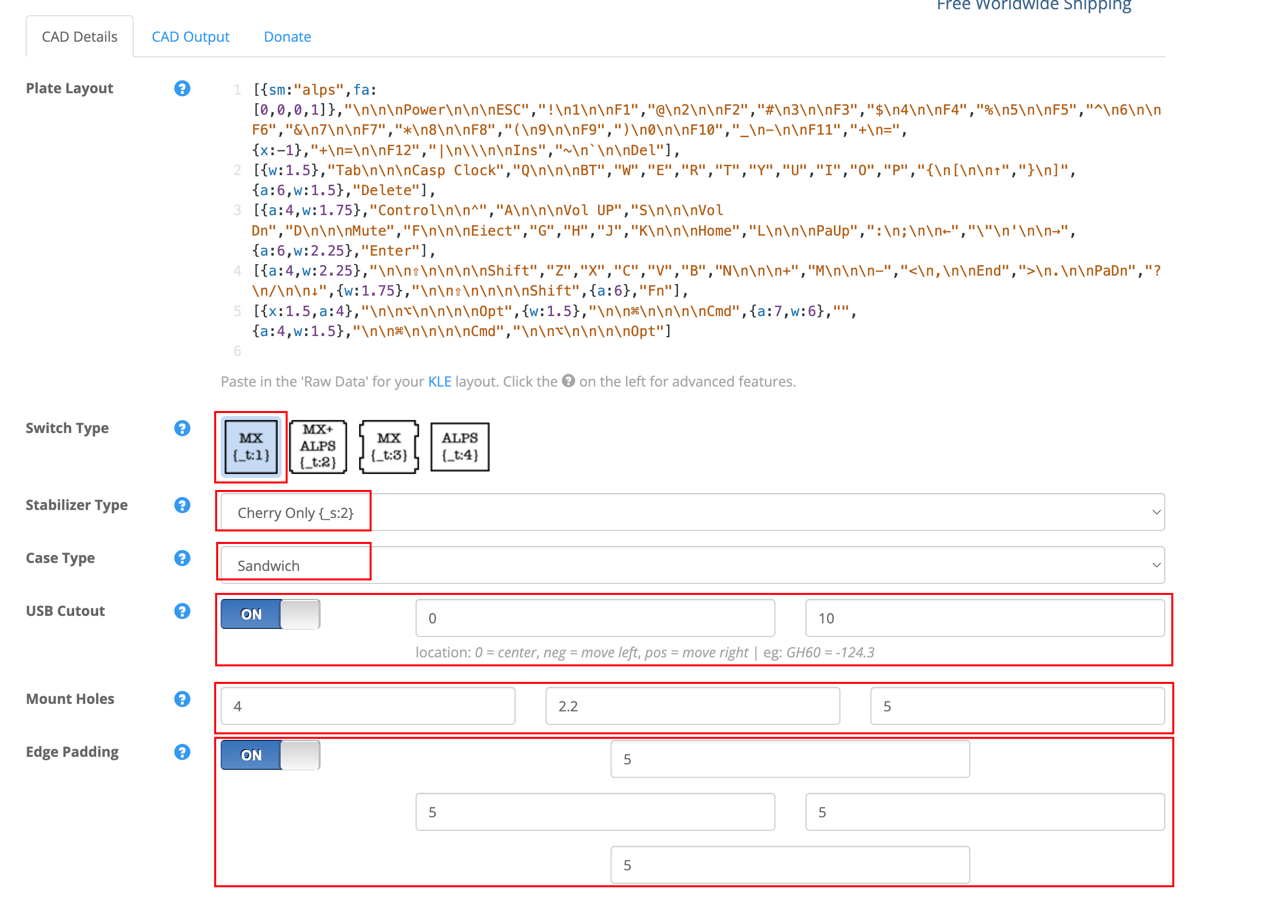 Free Worldwide Shipping
CAD Details
CAD Output
Donate
Plate Layout
?
1 [{sm:"alps",fa:
[0,0,0,1]},"\n\n\nPower\n\n\nESC","!\n1\n\nF1","@\n2\n\nF2","#\n3\n\nF3","$\n4\n\nF4","%\n5\n\nF5","^\n6\n\n
F6","&\n7\n\nF7","*\n8\n\nF8","(\n9\n\nF9",")\n0\n\nF10","_\n-\n\nF11","+\n=",
{x:-1},"+\n=\n\nF12","|\n\\\n\nIns","~\n`\n\nDel"],
2 [{w:1.5},"Tab\n\n\nCasp Clock","Q\n\n\nBT","W","E","R","T","Y","U","I","O","P","{\n[\n\n↑","}\n]",
{a:6,w:1.5},"Delete"],
3 [{a:4,w:1.75},"Control\n\n^","A\n\n\nVol UP","S\n\n\nVol
Dn","D\n\n\nMute","F\n\n\nEiect","G","H","J","K\n\n\nHome","L\n\n\nPaUp",":\n;\n\n←","\"\n'\n\n→",
{a:6,w:2.25},"Enter"],
4 [{a:4,w:2.25},"\n\n⇧\n\n\n\nShift","Z","X","C","V","B","N\n\n\n+","M\n\n\n-","<\n,\n\nEnd",">\n.\n\nPaDn","?
\n/\n\n↓",{w:1.75},"\n\n⇧\n\n\n\nShift",{a:6},"Fn"],
5 [{x:1.5,a:4},"\n\n⌥\n\n\n\nOpt",{w:1.5},"\n\n⌘\n\n\n\nCmd",{a:7,w:6},"",
{a:4,w:1.5},"\n\n⌘\n\n\n\nCmd","\n\n⌥\n\n\n\nOpt"]
6
Paste in the 'Raw Data' for your KLE layout. Click the ? on the left for advanced features.
Switch Type
?
MX
{_t:1}
MX+
ALPS
{_t:2}
MX
{_t:3}
ALPS
{_t:4}
Stabilizer Type
?
Cherry Only {_s:2}
Case Type
?
Sandwich
USB Cutout
?
ON
0
10
location: 0 = center, neg = move left, pos = move right | eg: GH60 = -124.3
Mount Holes
?
4
2.2
5
Edge Padding
?
ON
5
5
5
5